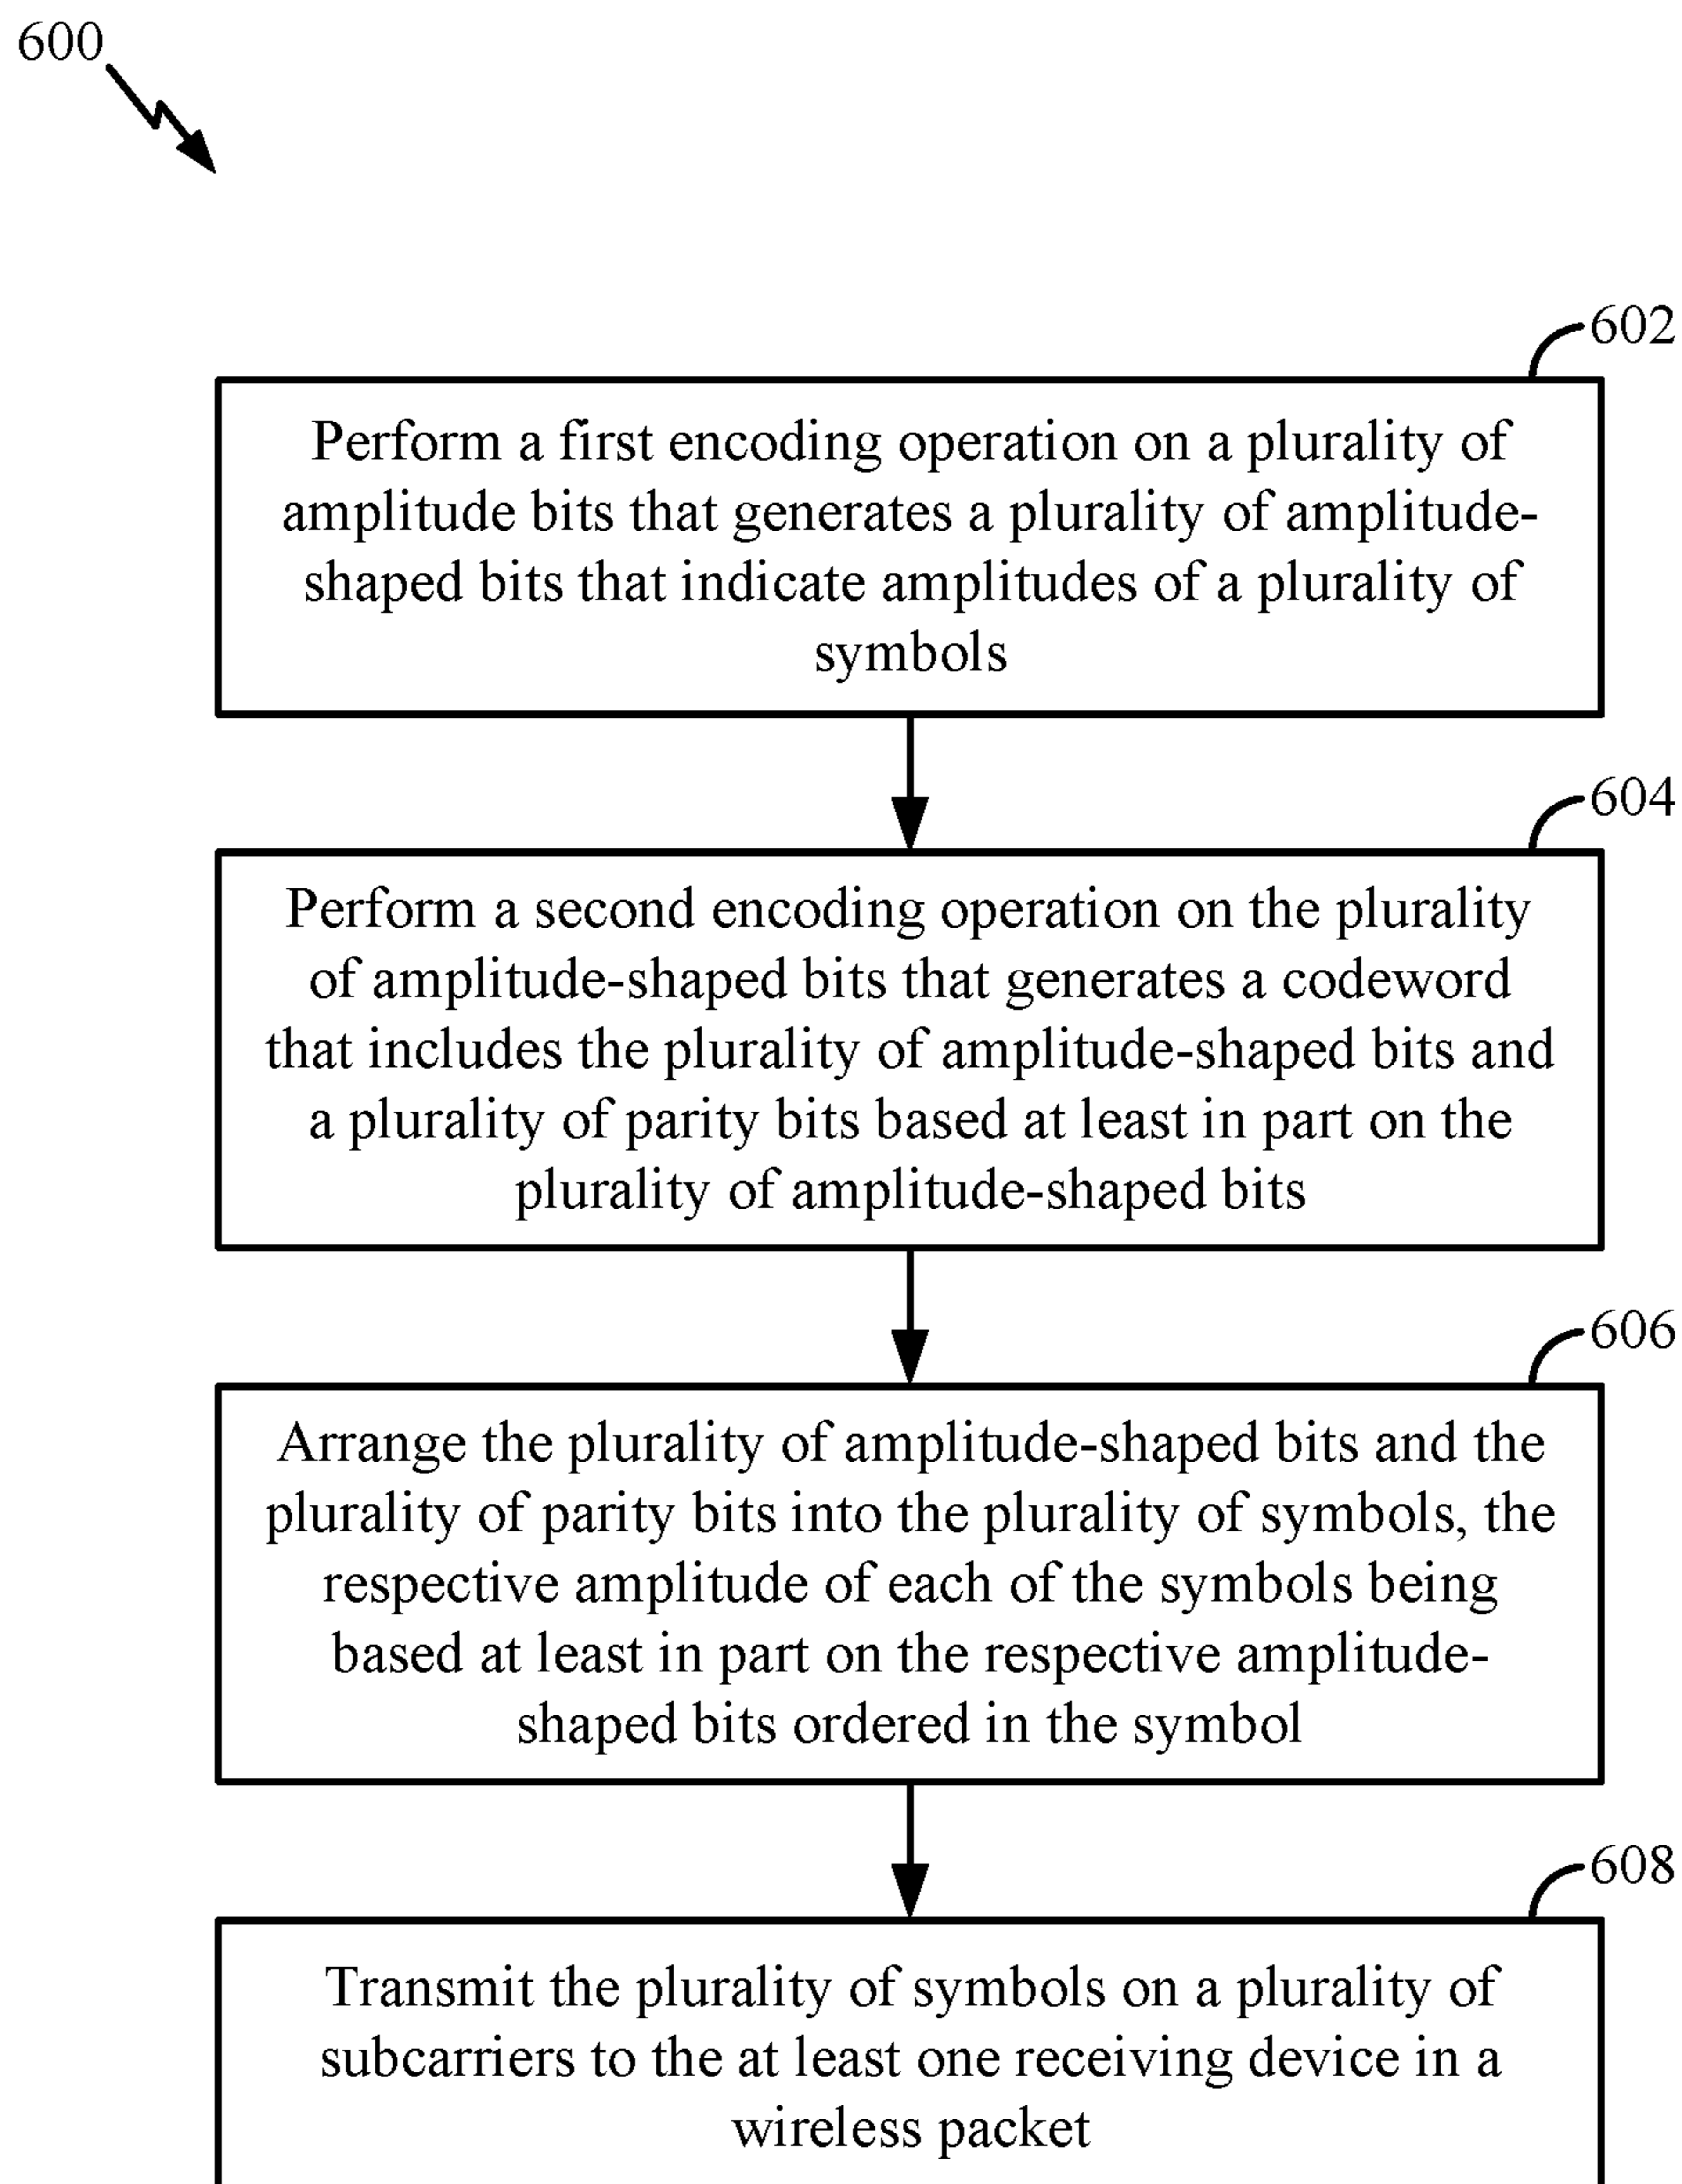 600
602
Perform a first encoding operation on a plurality of
amplitude bits that generates a plurality of amplitude-
shaped bits that indicate amplitudes of a plurality of
symbols
604
Perform a second encoding operation on the plurality
of amplitude-shaped bits that generates a codeword
that includes the plurality of amplitude-shaped bits and
a plurality of parity bits based at least in part on the
plurality of amplitude-shaped bits
606
Arrange the plurality of amplitude-shaped bits and the
plurality of parity bits into the plurality of symbols, the
respective amplitude of each of the symbols being
based at least in part on the respective amplitude-
shaped bits ordered in the symbol
608
Transmit the plurality of symbols on a plurality of
subcarriers to the at least one receiving device in a
wireless packet